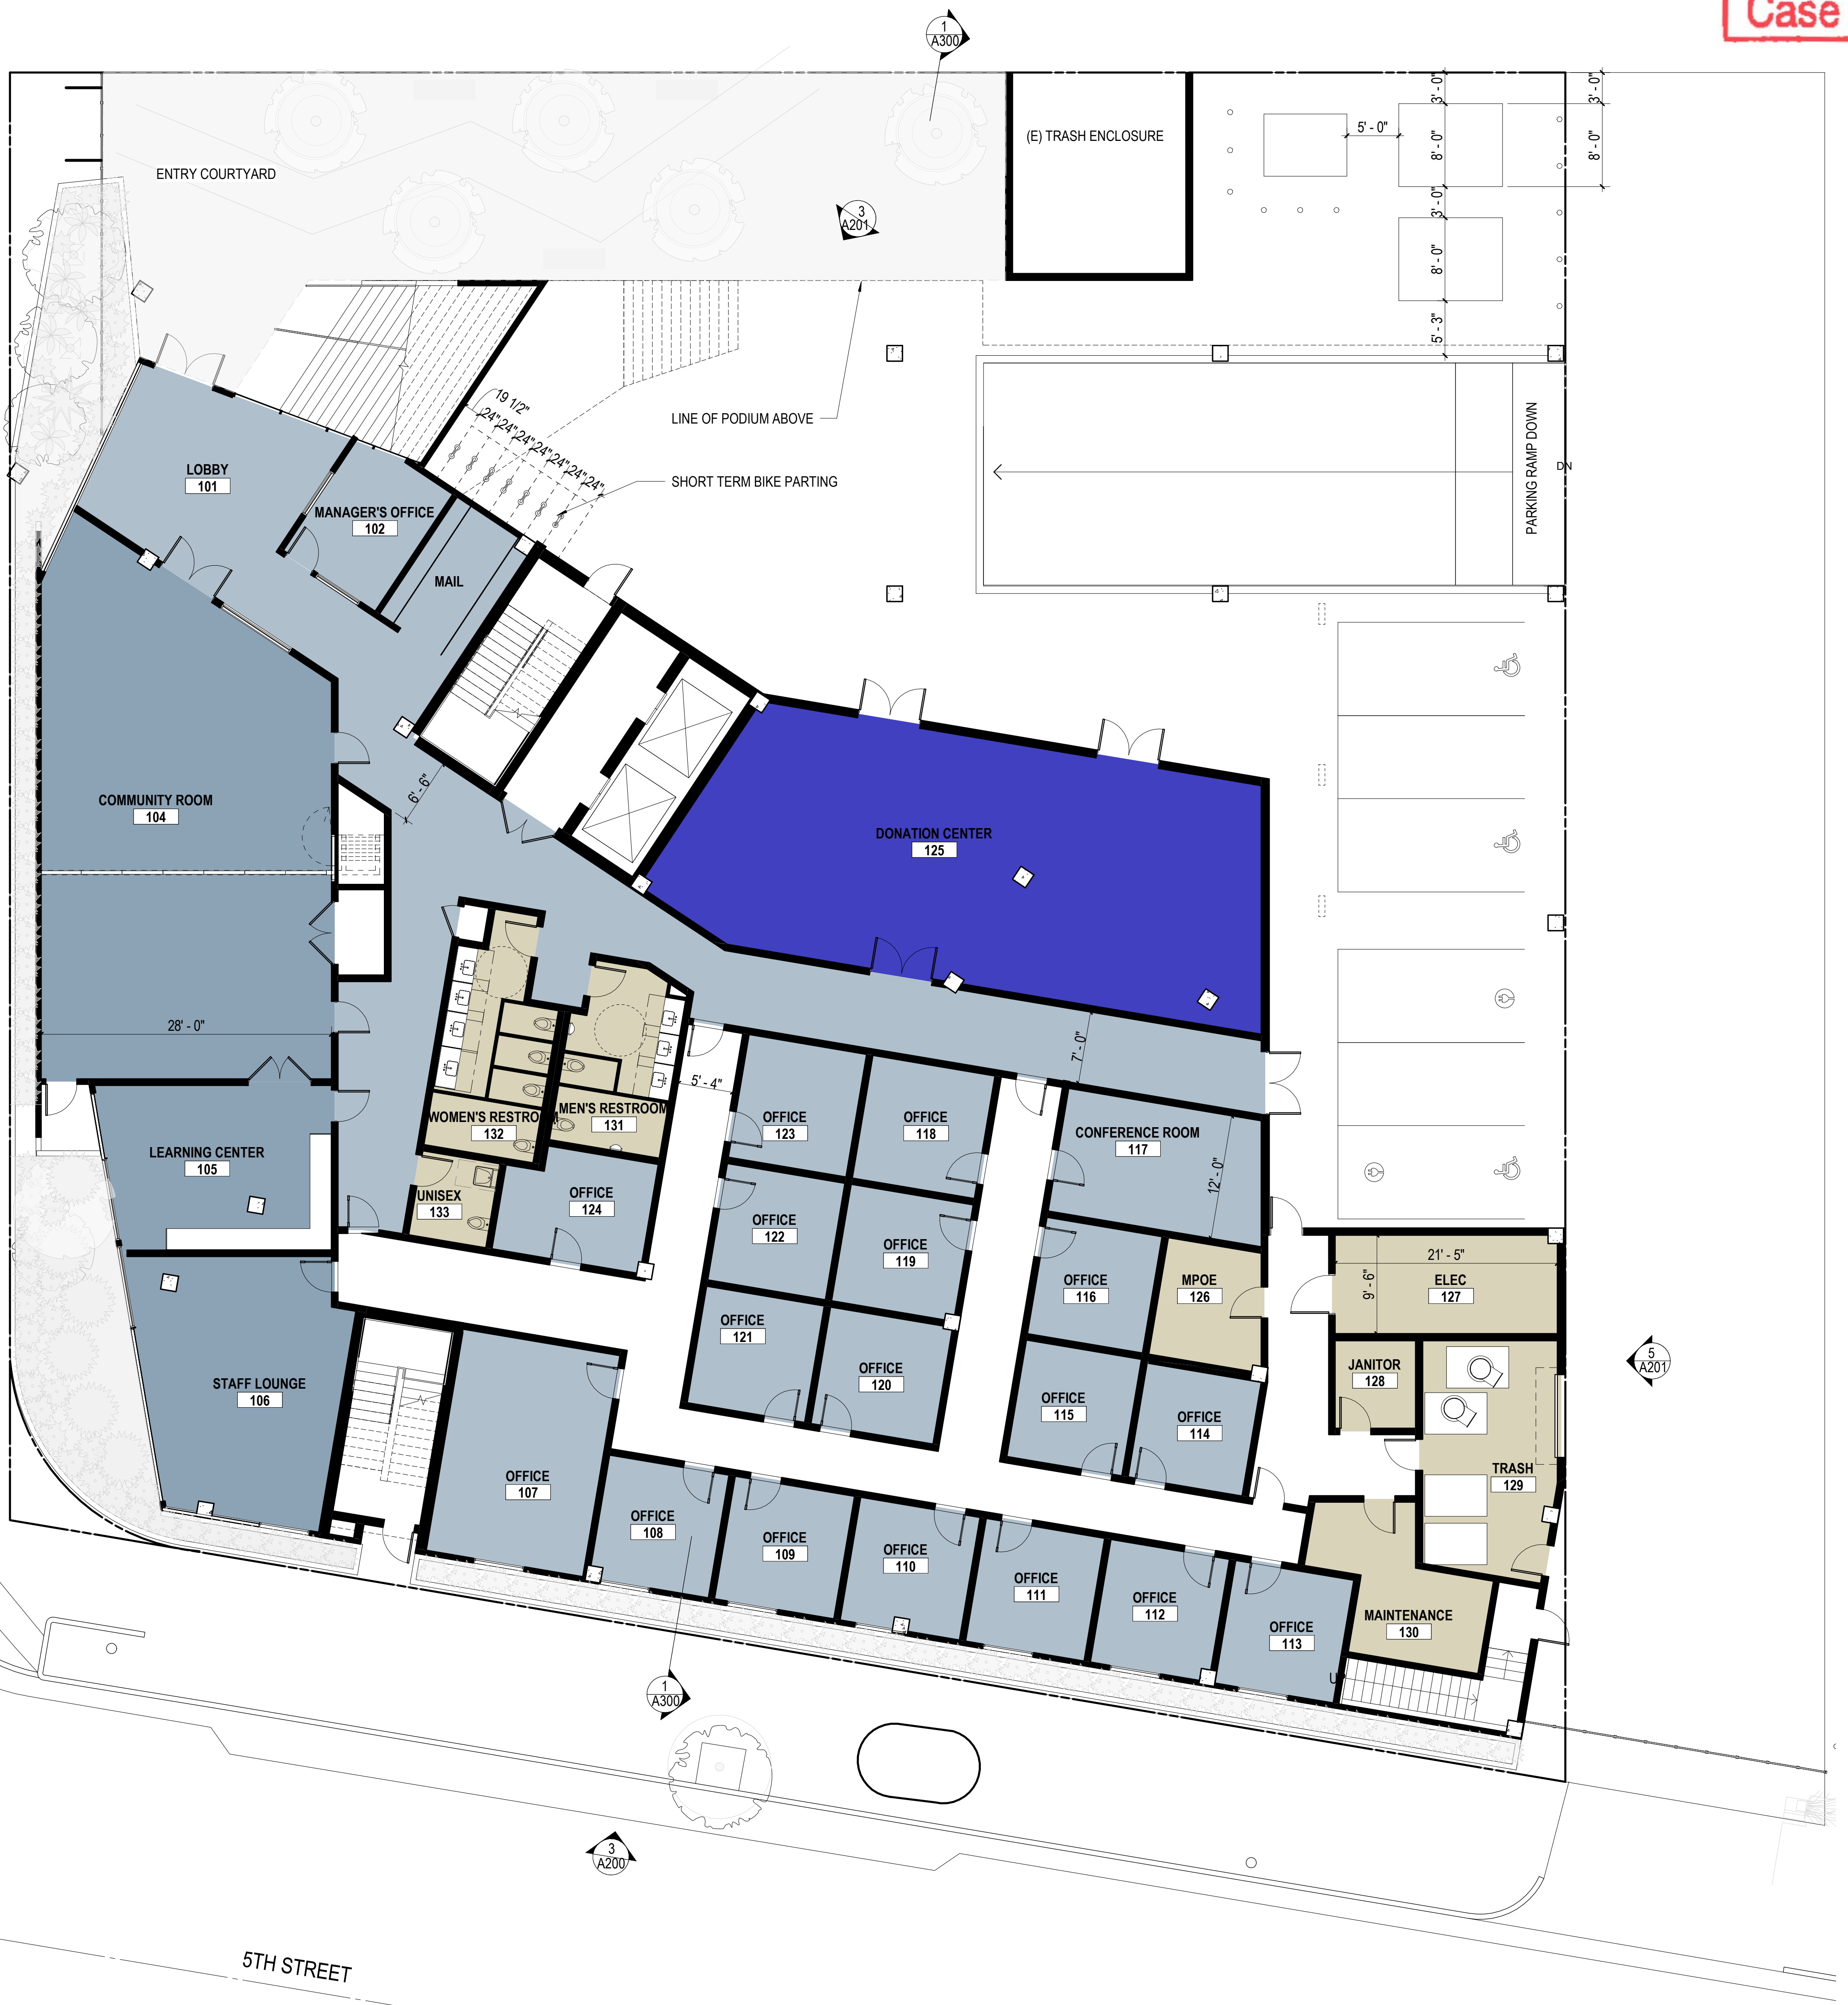 Case
1
A300
3' - 0"
3' - 0"
(E) TRASH ENCLOSURE
5' - 0"
8' - 0"
8' - 0"
ENTRY COURTYARD
3
A201
3' - 0"
8' - 0"
5' - 3"
19 1/2"
24" 24" 24" 24" 24" 24" 24"
LINE OF PODIUM ABOVE
SHORT TERM BIKE PARTING
PARKING RAMP DOWN
DN
LOBBY
101
MANAGER'S OFFICE
102
MAIL
6' - 6"
COMMUNITY ROOM
104
DONATION CENTER
125
28' - 0"
7' - 0"
5' - 4"
WOMEN'S RESTROOM
132
MEN'S RESTROOM
131
OFFICE
123
OFFICE
118
CONFERENCE ROOM
117
12' - 0"
LEARNING CENTER
105
UNISEX
133
OFFICE
124
OFFICE
122
OFFICE
119
OFFICE
116
MPOE
126
21' - 5"
9' - 6"
ELEC
127
OFFICE
121
OFFICE
120
OFFICE
115
OFFICE
114
JANITOR
128
5
A201
STAFF LOUNGE
106
OFFICE
107
OFFICE
108
OFFICE
109
OFFICE
110
OFFICE
111
OFFICE
112
OFFICE
113
TRASH
129
MAINTENANCE
130
U
1
A300
3
A200
5TH STREET